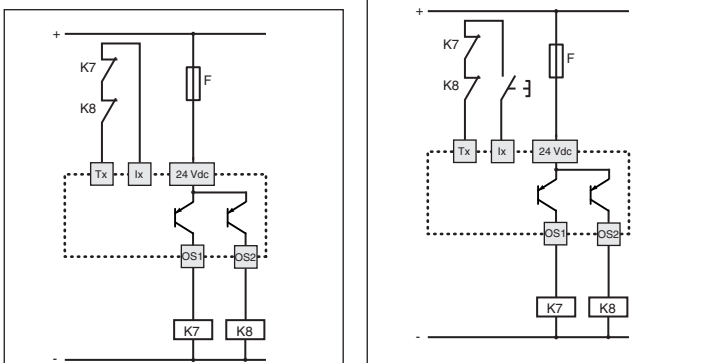 +
K7
K8
F
Tx Ix 24 Vdc
OS1 OS2
K7 K8
-
+
K7
K8
F
Tx Ix 24 Vdc
OS1 OS2
K7 K8
-